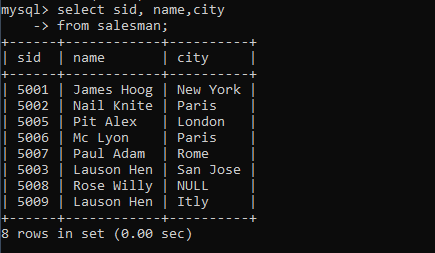 mysql> select sid, name,city
    -> from salesman;
+------+------------+----------+
| sid  | name       | city     |
+------+------------+----------+
| 5001 | James Hoog | New York |
| 5002 | Nail Knite | Paris    |
| 5005 | Pit Alex   | London   |
| 5006 | Mc Lyon    | Paris    |
| 5007 | Paul Adam  | Rome     |
| 5003 | Lauson Hen | San Jose |
| 5008 | Rose Willy | NULL     |
| 5009 | Lauson Hen | Itly     |
+------+------------+----------+
8 rows in set (0.00 sec)